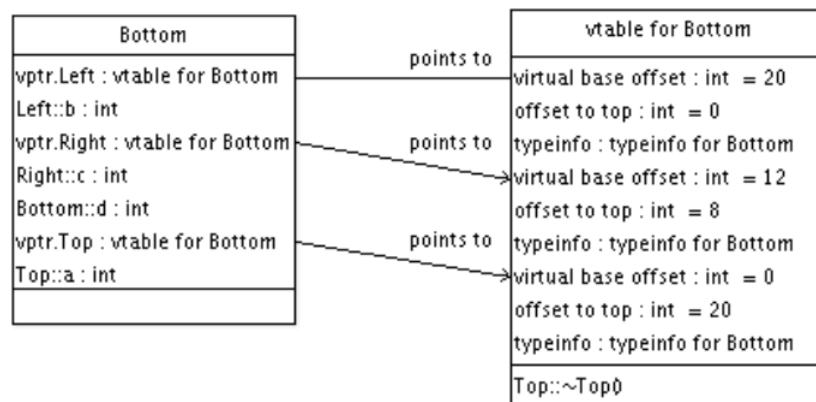 Bottom
vptr.Left : vtable for Bottom
Left::b : int
vptr.Right : vtable for Bottom
Right::c : int
Bottom::d : int
vptr.Top : vtable for Bottom
Top::a : int
points to
points to
points to
vtable for Bottom
virtual base offset : int = 20
offset to top : int = 0
typeinfo : typeinfo for Bottom
virtual base offset : int = 12
offset to top : int = 8
typeinfo : typeinfo for Bottom
virtual base offset : int = 0
offset to top : int = 20
typeinfo : typeinfo for Bottom
Top::~Top()